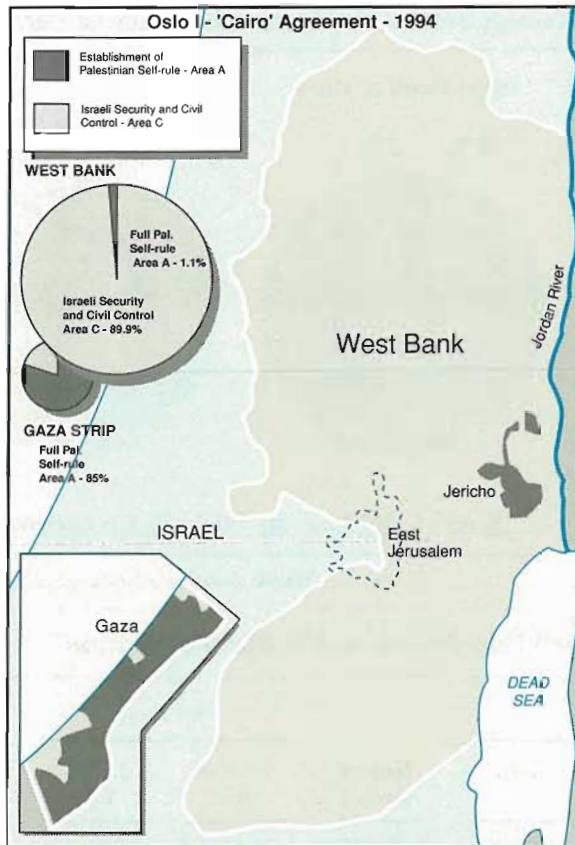 Oslo I - 'Cairo' Agreement - 1994
Establishment of
Palestinian Self-rule - Area A
Israeli Security and Civil
Control - Area C
WEST BANK
Full Pal.
Self-rule
Area A - 1.1%
Israeli Security
and Civil Control
Area C - 89.9%
GAZA STRIP
Full Pal.
Self-rule
Area A - 85%
West Bank
Jordan River
Jericho
ISRAEL
East
Jerusalem
Gaza
DEAD
SEA